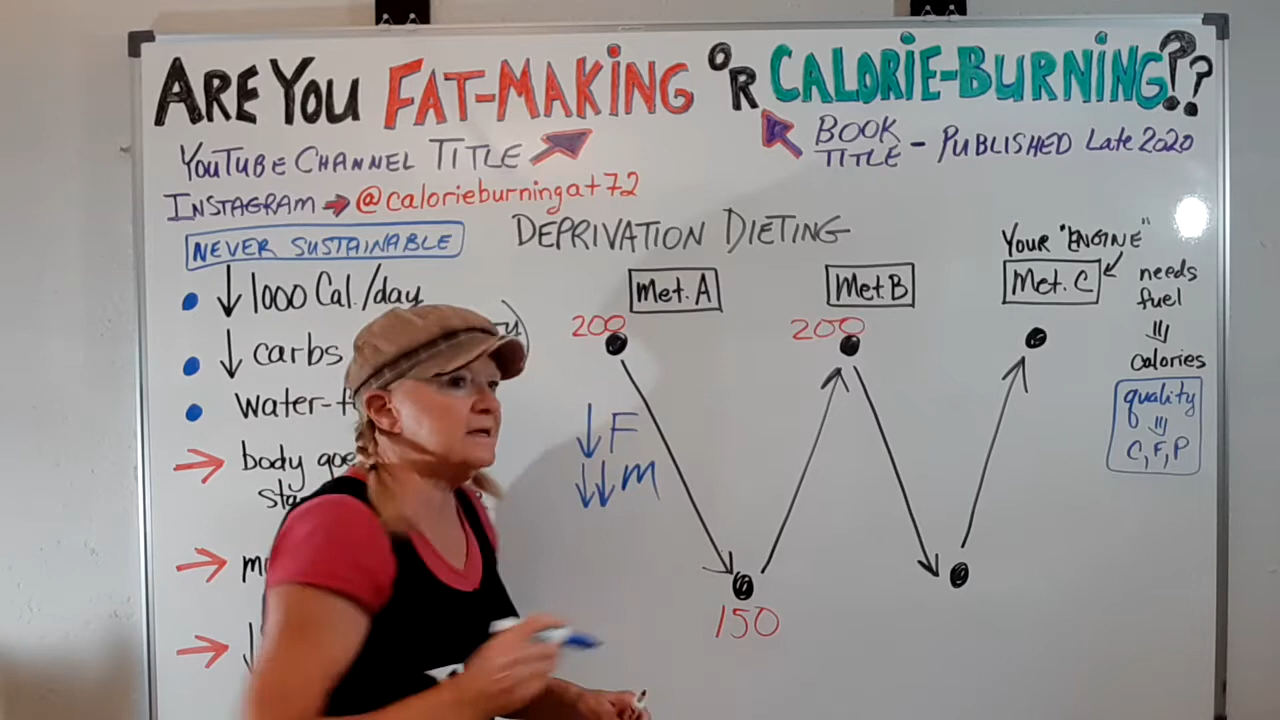 ARE YOU FAT-MAKING OR CALORIE-BURNING??
YOUTUBE CHANNEL TITLE
BOOK TITLE - PUBLISHED Late 2020
INSTAGRAM → @calorieburningat72
NEVER SUSTAINABLE
DEPRIVATION DIETING
↓ 1000 Cal./day
↓ carbs
water-
body
Met. A
Met. B
YOUR "ENGINE"
Met. C
needs
fuel
calories
quality
C, F, P
200
200
↓ F
↓↓ m
150